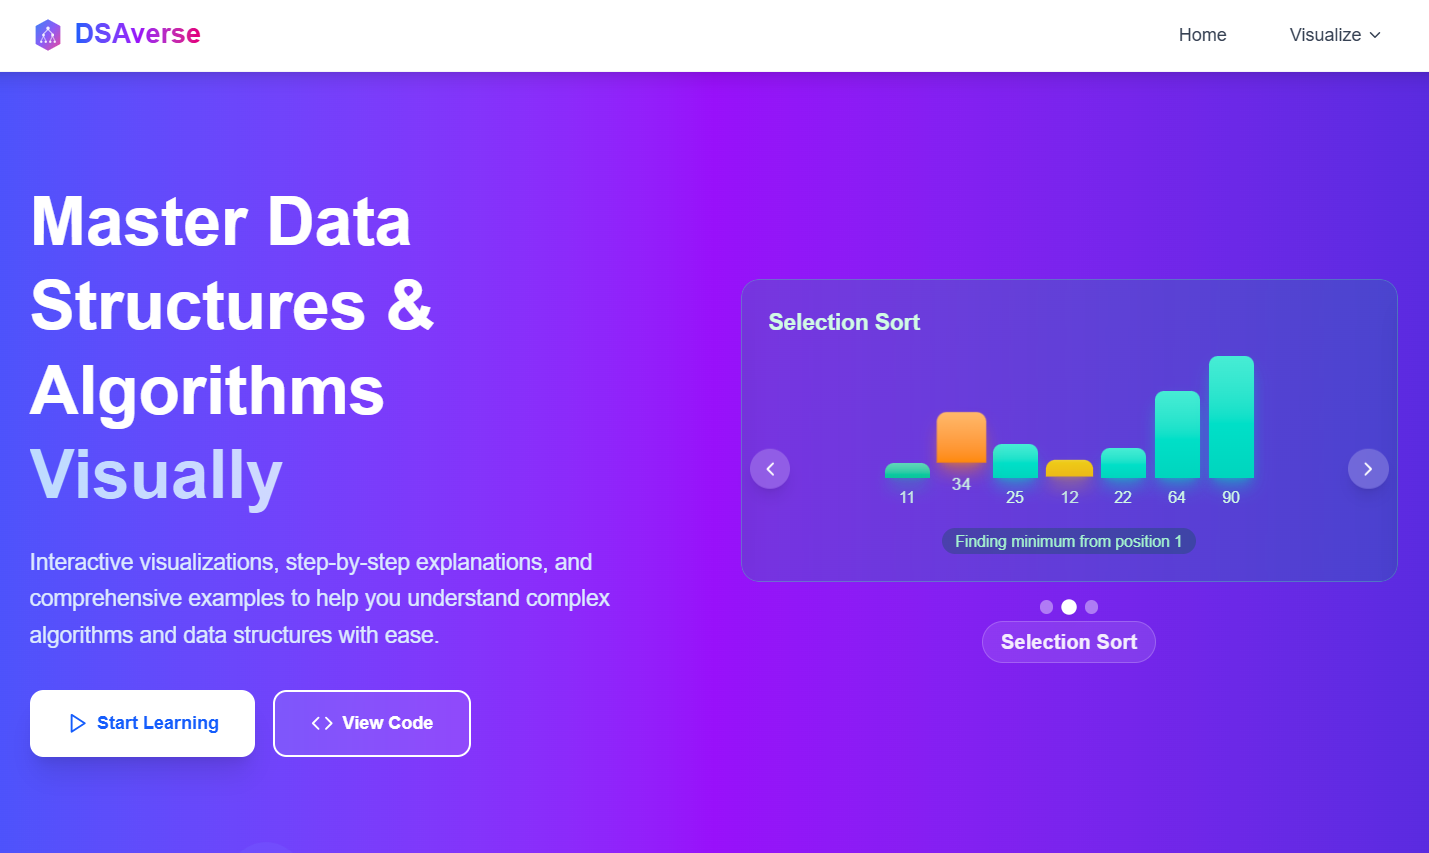 DSAverse
Home
Visualize
Master Data
Structures &
Algorithms
Visually
Interactive visualizations, step-by-step explanations, and
comprehensive examples to help you understand complex
algorithms and data structures with ease.
Start Learning
View Code
Selection Sort
11 34 25 12 22 64 90
Finding minimum from position 1
Selection Sort